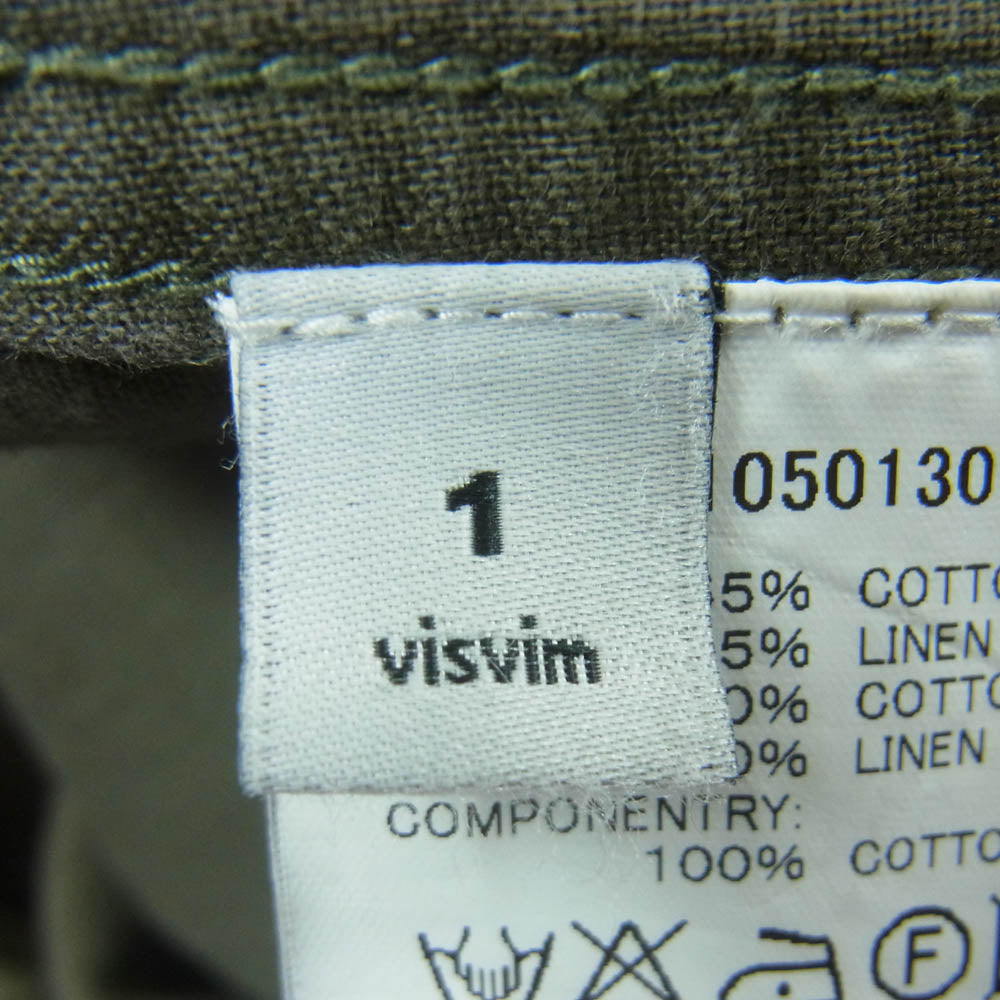 1
visvim
050130
5% COTTO
5% LINEN
0% COTTO
0% LINEN
COMPONENTRY:
100% COTTO
F